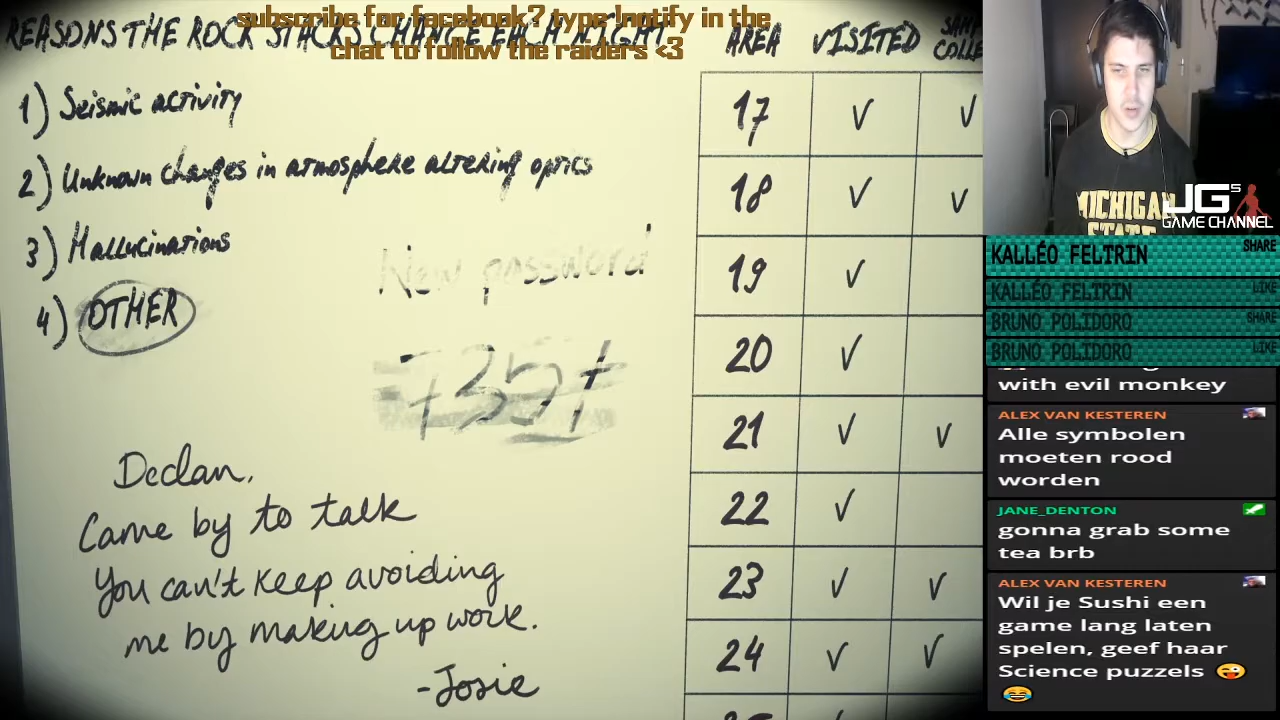 subscribe for facebook? type !notify in the
chat to follow the raiders <3
REASONS THE ROCK STACKS CHANGE EACH NIGHT
1) Seismic activity
2) Unknown changes in atmosphere altering optics
3) Hallucinations
4) OTHER
New password
Declan,
Came by to talk
You can't keep avoiding
me by making up work.
-Josie
AREA VISITED
17 √ √
18 √ √
19 √
20 √
21 √ √
22 √
23 √ √
24 √ √
MICHIGAN
STATE
JGS
GAME CHANNEL
KALLÉO FELTRIN SHARE
KALLÉO FELTRIN LIKE
BRUNO POLIDORO SHARE
BRUNO POLIDORO LIKE
with evil monkey
ALEX VAN KESTEREN
Alle symbolen
moeten rood
worden
JANE_DENTON
gonna grab some
tea brb
ALEX VAN KESTEREN
Wil je Sushi een
game lang laten
spelen, geef haar
Science puzzels 😜
😂